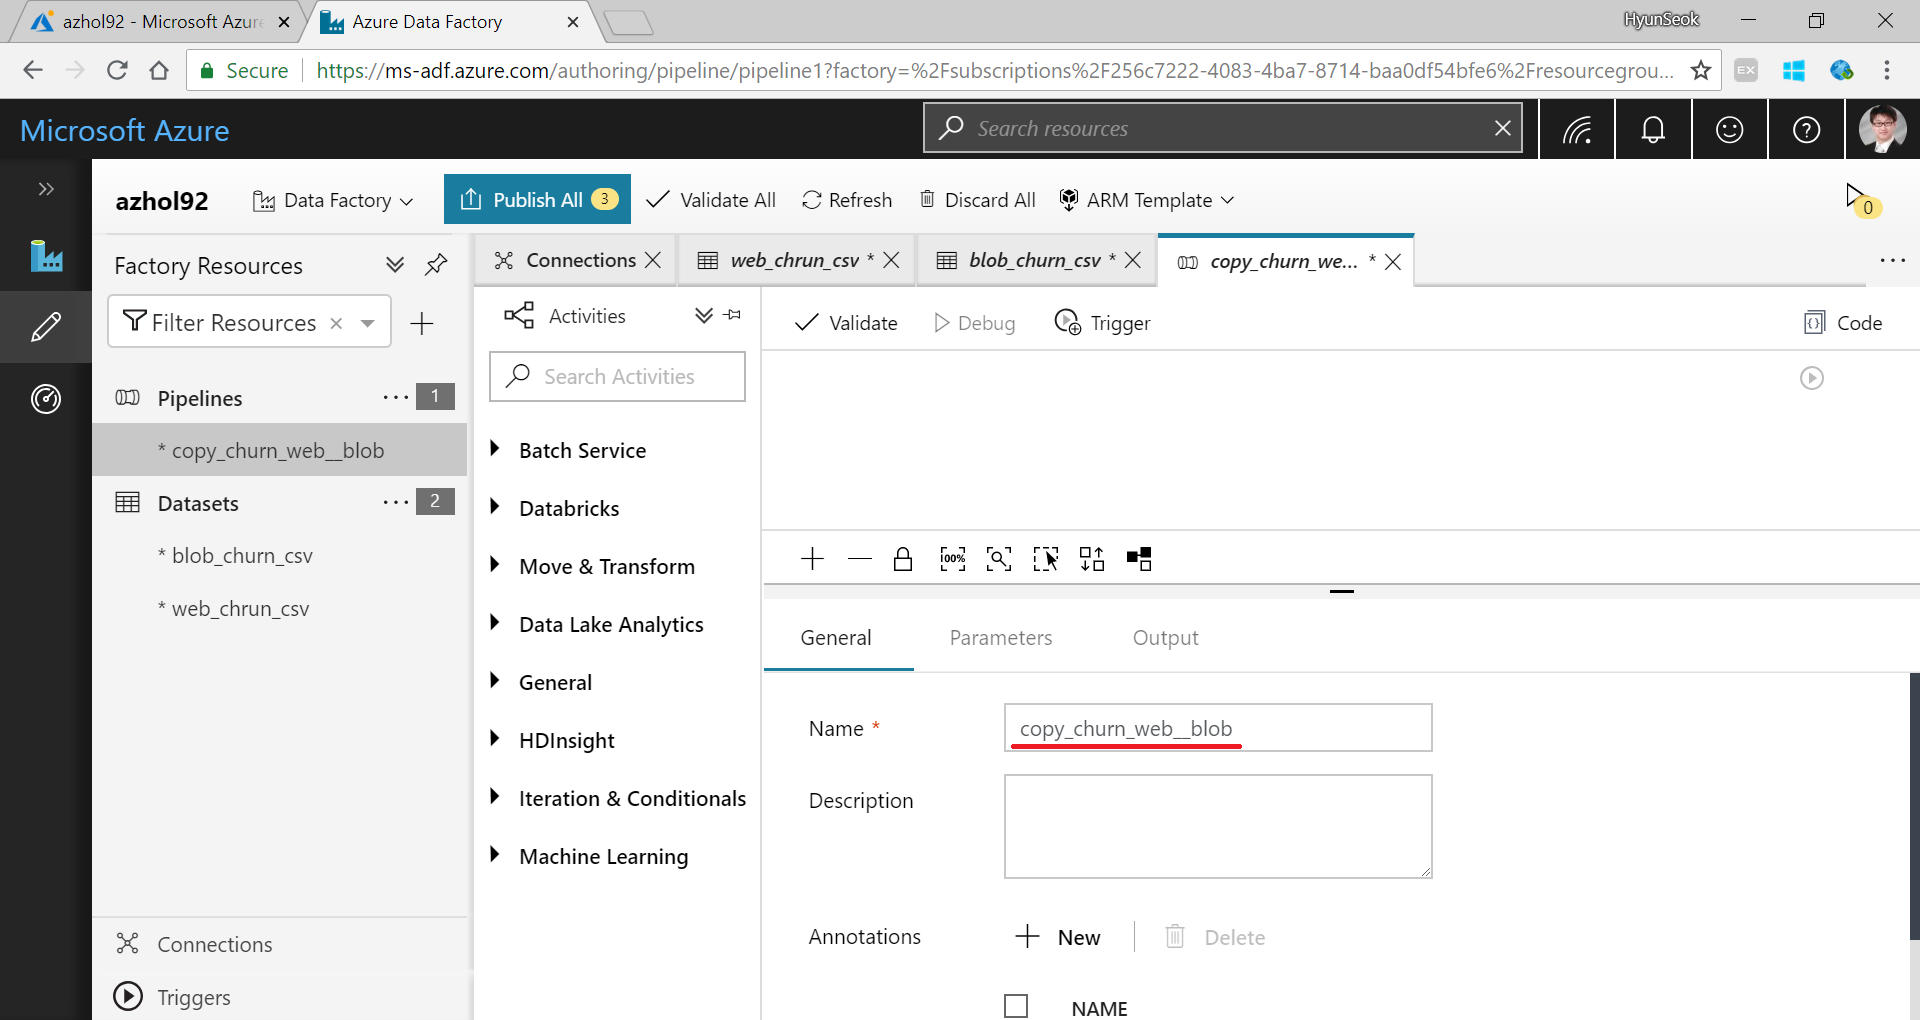 azhol92 - Microsoft Azure
Azure Data Factory
HyunSeok
Secure
https://ms-adf.azure.com/authoring/pipeline/pipeline1?factory=%2Fsubscriptions%2F256c7222-4083-4ba7-8714-baa0df54bfe6%2Fresourcegrou...
EX
Microsoft Azure
Search resources
azhol92
Data Factory
Publish All 3
Validate All
Refresh
Discard All
ARM Template
0
Factory Resources
Connections
web_chrun_csv *
blob_churn_csv *
copy_churn_we... *
...
Filter Resources
Activities
Validate
Debug
Trigger
Code
Search Activities
Pipelines ... 1
* copy_churn_web__blob
Datasets ... 2
* blob_churn_csv
* web_chrun_csv
Batch Service
Databricks
Move & Transform
Data Lake Analytics
General
HDInsight
Iteration & Conditionals
Machine Learning
100%
General
Parameters
Output
Name *
copy_churn_web__blob
Description
Annotations
New
Delete
NAME
Connections
Triggers